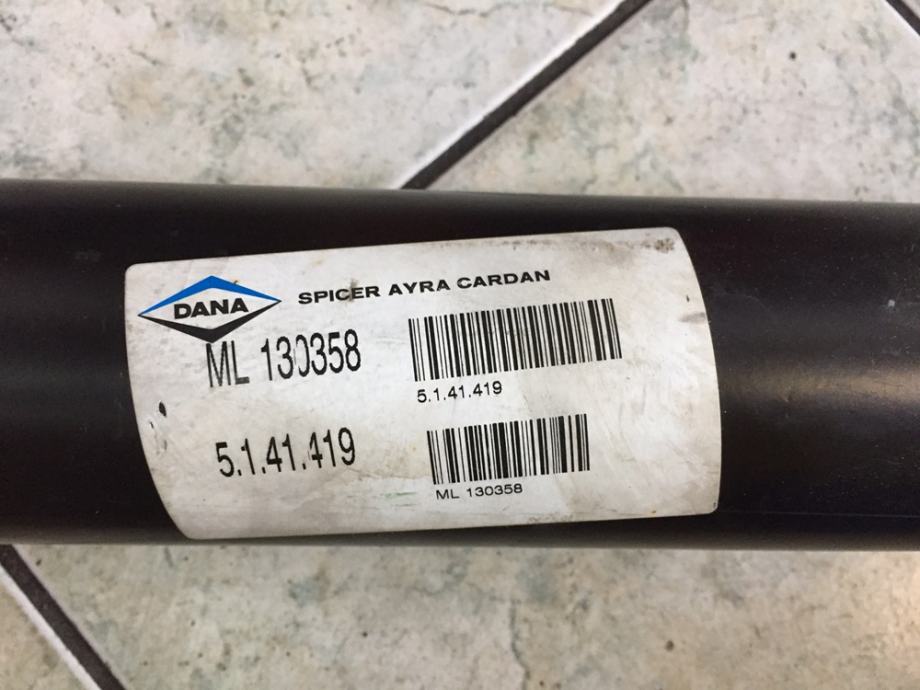 DANA
SPICER AYRA CARDAN
ML 130358
5.1.41.419
5.1.41.419
ML 130358